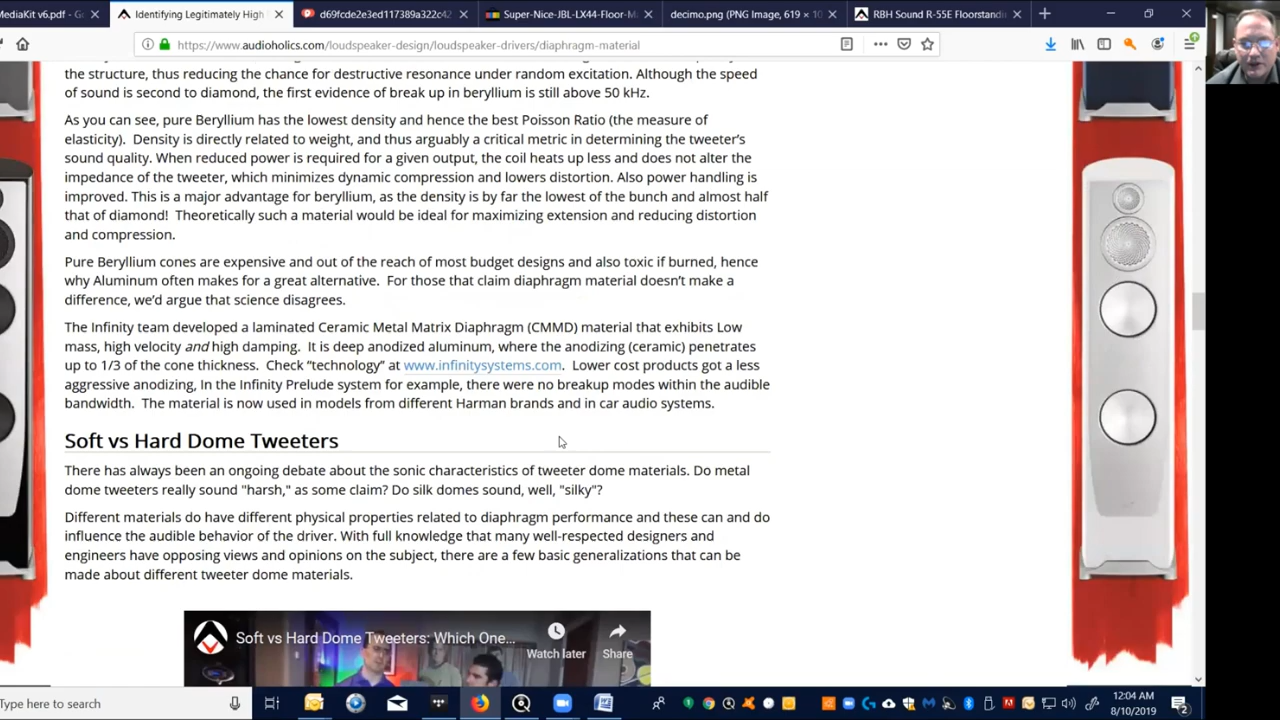 MediaKit v6.pdf - G
Identifying Legitimately High
d69fcde2e3ed117389a322c42
Super-Nice-JBL-LX44-Floor-M
decimo.png (PNG Image, 619 × 10
RBH Sound R-55E Floorstandi
https://www.audioholics.com/loudspeaker-design/loudspeaker-drivers/diaphragm-material
the structure, thus reducing the chance for destructive resonance under random excitation. Although the speed
of sound is second to diamond, the first evidence of break up in beryllium is still above 50 kHz.
As you can see, pure Beryllium has the lowest density and hence the best Poisson Ratio (the measure of
elasticity). Density is directly related to weight, and thus arguably a critical metric in determining the tweeter's
sound quality. When reduced power is required for a given output, the coil heats up less and does not alter the
impedance of the tweeter, which minimizes dynamic compression and lowers distortion. Also power handling is
improved. This is a major advantage for beryllium, as the density is by far the lowest of the bunch and almost half
that of diamond! Theoretically such a material would be ideal for maximizing extension and reducing distortion
and compression.
Pure Beryllium cones are expensive and out of the reach of most budget designs and also toxic if burned, hence
why Aluminum often makes for a great alternative. For those that claim diaphragm material doesn't make a
difference, we'd argue that science disagrees.
The Infinity team developed a laminated Ceramic Metal Matrix Diaphragm (CMMD) material that exhibits Low
mass, high velocity and high damping. It is deep anodized aluminum, where the anodizing (ceramic) penetrates
up to 1/3 of the cone thickness. Check "technology" at www.infinitysystems.com. Lower cost products got a less
aggressive anodizing, In the Infinity Prelude system for example, there were no breakup modes within the audible
bandwidth. The material is now used in models from different Harman brands and in car audio systems.
Soft vs Hard Dome Tweeters
There has always been an ongoing debate about the sonic characteristics of tweeter dome materials. Do metal
dome tweeters really sound "harsh," as some claim? Do silk domes sound, well, "silky"?
Different materials do have different physical properties related to diaphragm performance and these can and do
influence the audible behavior of the driver. With full knowledge that many well-respected designers and
engineers have opposing views and opinions on the subject, there are a few basic generalizations that can be
made about different tweeter dome materials.
Soft vs Hard Dome Tweeters: Which One...
Watch later
Share
Type here to search
12:04 AM
8/10/2019
2